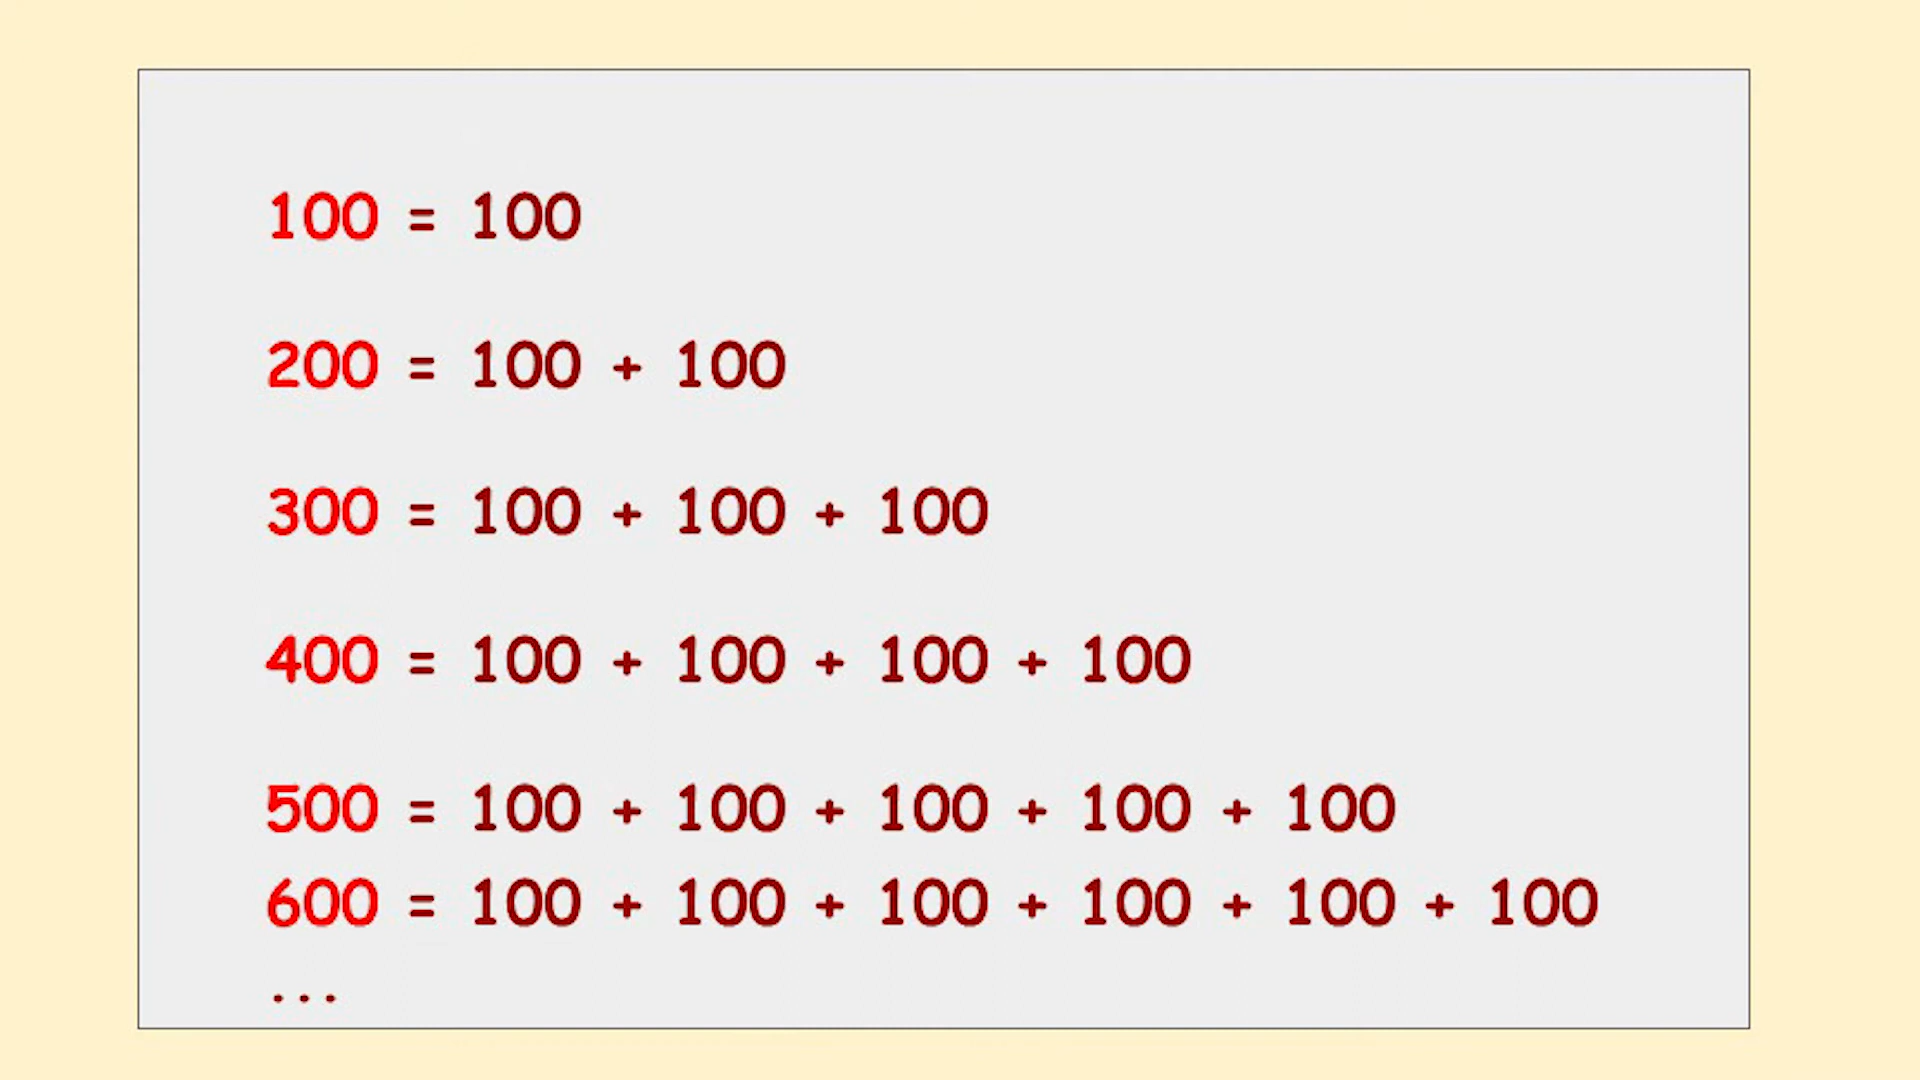 100 = 100
200 = 100 + 100
300 = 100 + 100 + 100
400 = 100 + 100 + 100 + 100
500 = 100 + 100 + 100 + 100 + 100
600 = 100 + 100 + 100 + 100 + 100 + 100
...